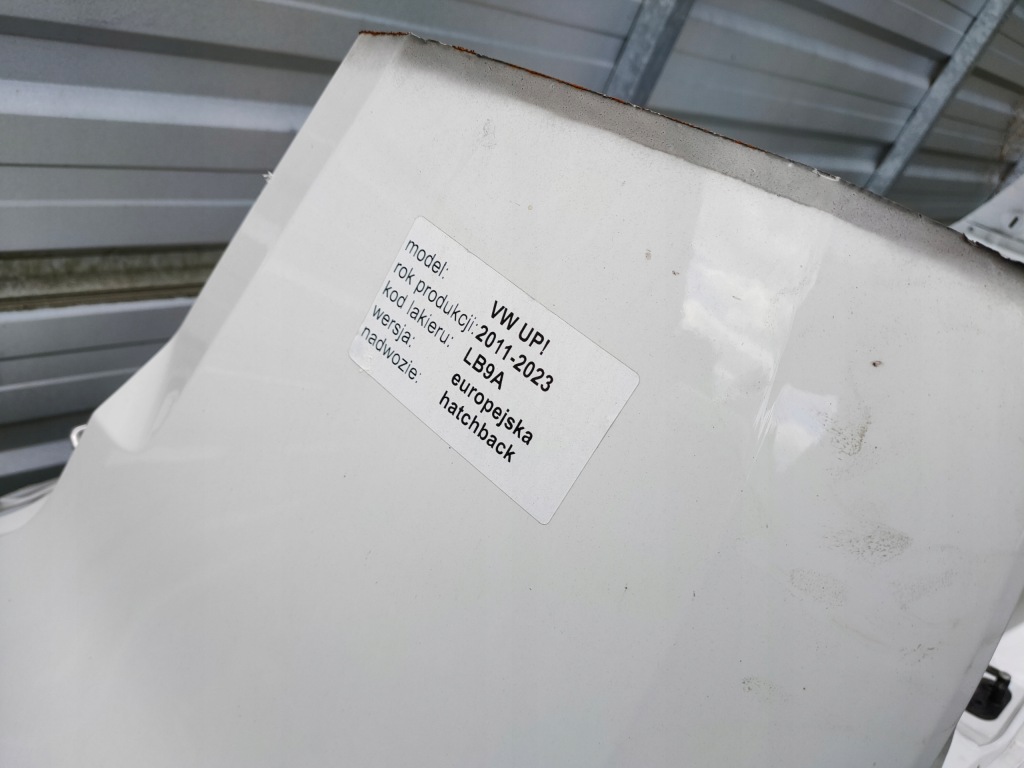 model: VW UP!
rok produkcji: 2011-2023
kod lakieru: LB9A
wersja: europejska
nadwozie: hatchback